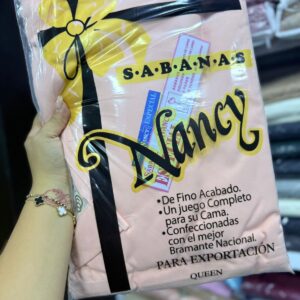 S·A·B·A·N·A·S
Nancy
•De Fino Acabado.
•Un Juego Completo
para su Cama.
•Confeccionadas
con el mejor
Bramante Nacional.
PARA EXPORTACIÓN
QUEEN